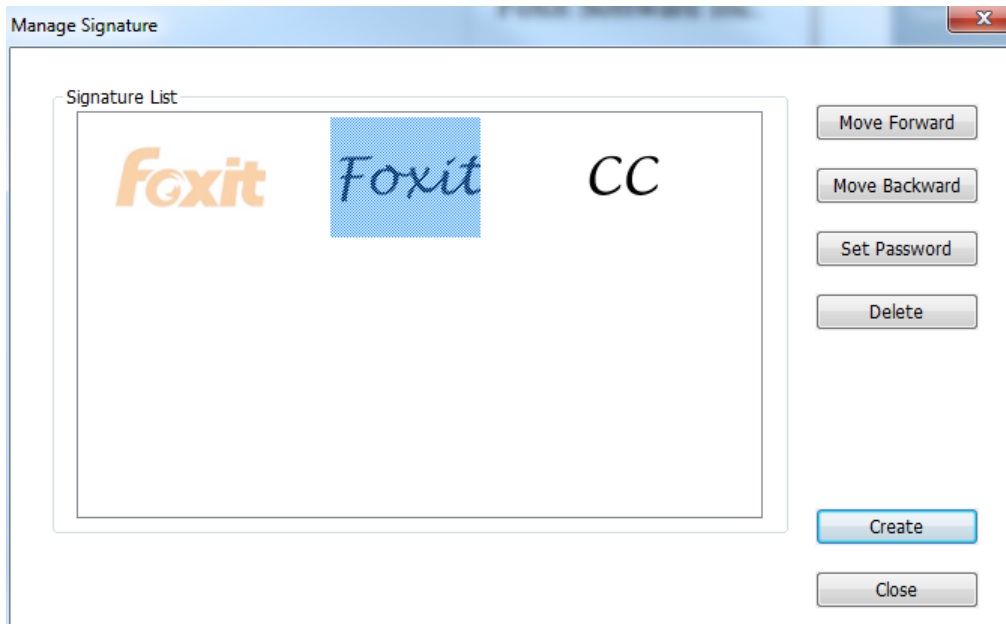 Manage Signature
Signature List
foxit
Foxit
CC
Move Forward
Move Backward
Set Password
Delete
Create
Close